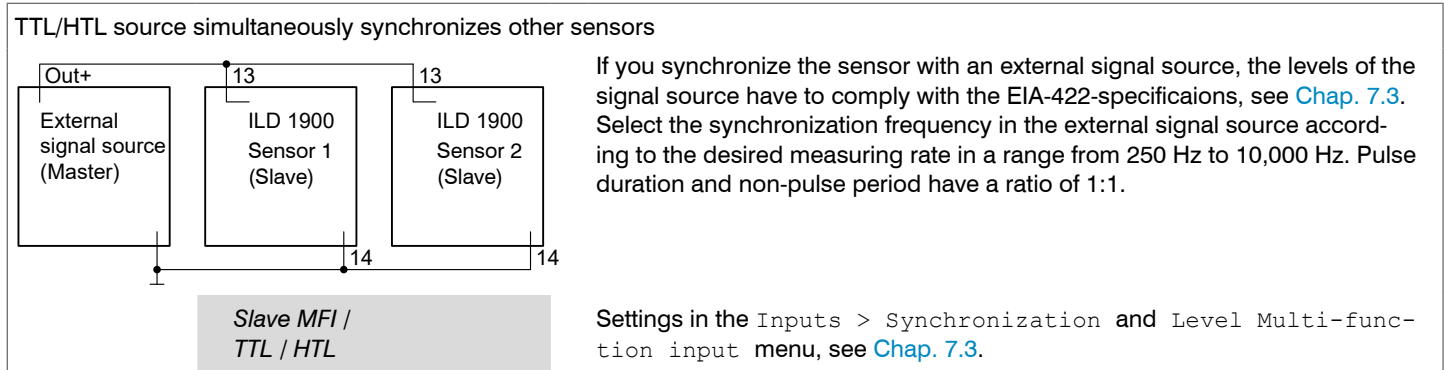 TTL/HTL source simultaneously synchronizes other sensors
Out+
13
13
External
signal source
(Master)
ILD 1900
Sensor 1
(Slave)
ILD 1900
Sensor 2
(Slave)
14
14
Slave MFI /
TTL / HTL
If you synchronize the sensor with an external signal source, the levels of the
signal source have to comply with the EIA-422-specificaions, see Chap. 7.3.
Select the synchronization frequency in the external signal source accord-
ing to the desired measuring rate in a range from 250 Hz to 10,000 Hz. Pulse
duration and non-pulse period have a ratio of 1:1.
Settings in the Inputs > Synchronization and Level Multi-func-
tion input menu, see Chap. 7.3.